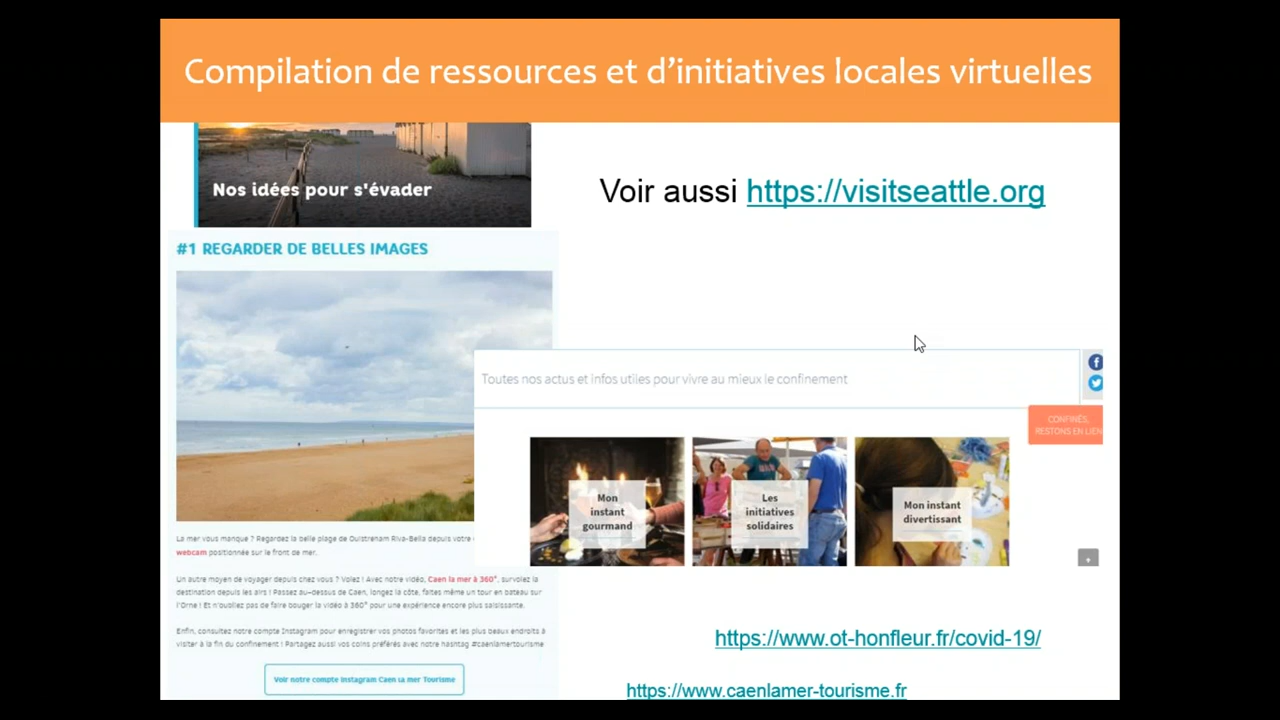 Compilation de ressources et d’initiatives locales virtuelles
Nos idées pour s'évader
Voir aussi https://visitseattle.org
#1 REGARDER DE BELLES IMAGES
Toutes nos actus et infos utiles pour vivre au mieux le confinement
CONFINÉS,
RESTONS EN LIEN
Mon
instant
gourmand
Les
initiatives
solidaires
Mon instant
divertissant
La mer vous manque ? Regardez la belle plage de Ouistreham Riva-Bella depuis votre
webcam positionnée sur le front de mer.
Un autre moyen de voyager depuis chez vous ? Volez ! Avec notre vidéo, Caen la mer à 360°, survolez la
destination depuis les airs ! Passez au-dessus de Caen, longez la côte, faites même un tour en bateau sur
l'Orne ! Et n'oubliez pas de faire bouger la vidéo à 360° pour une expérience encore plus saisissante.
Enfin, consultez notre compte Instagram pour enregistrer vos photos favorites et les plus beaux endroits à
visiter à la fin du confinement ! Partagez aussi vos coins préférés avec notre hashtag #caenlamertourisme
Voir notre compte Instagram Caen la mer Tourisme
https://www.ot-honfleur.fr/covid-19/
https://www.caenlamer-tourisme.fr